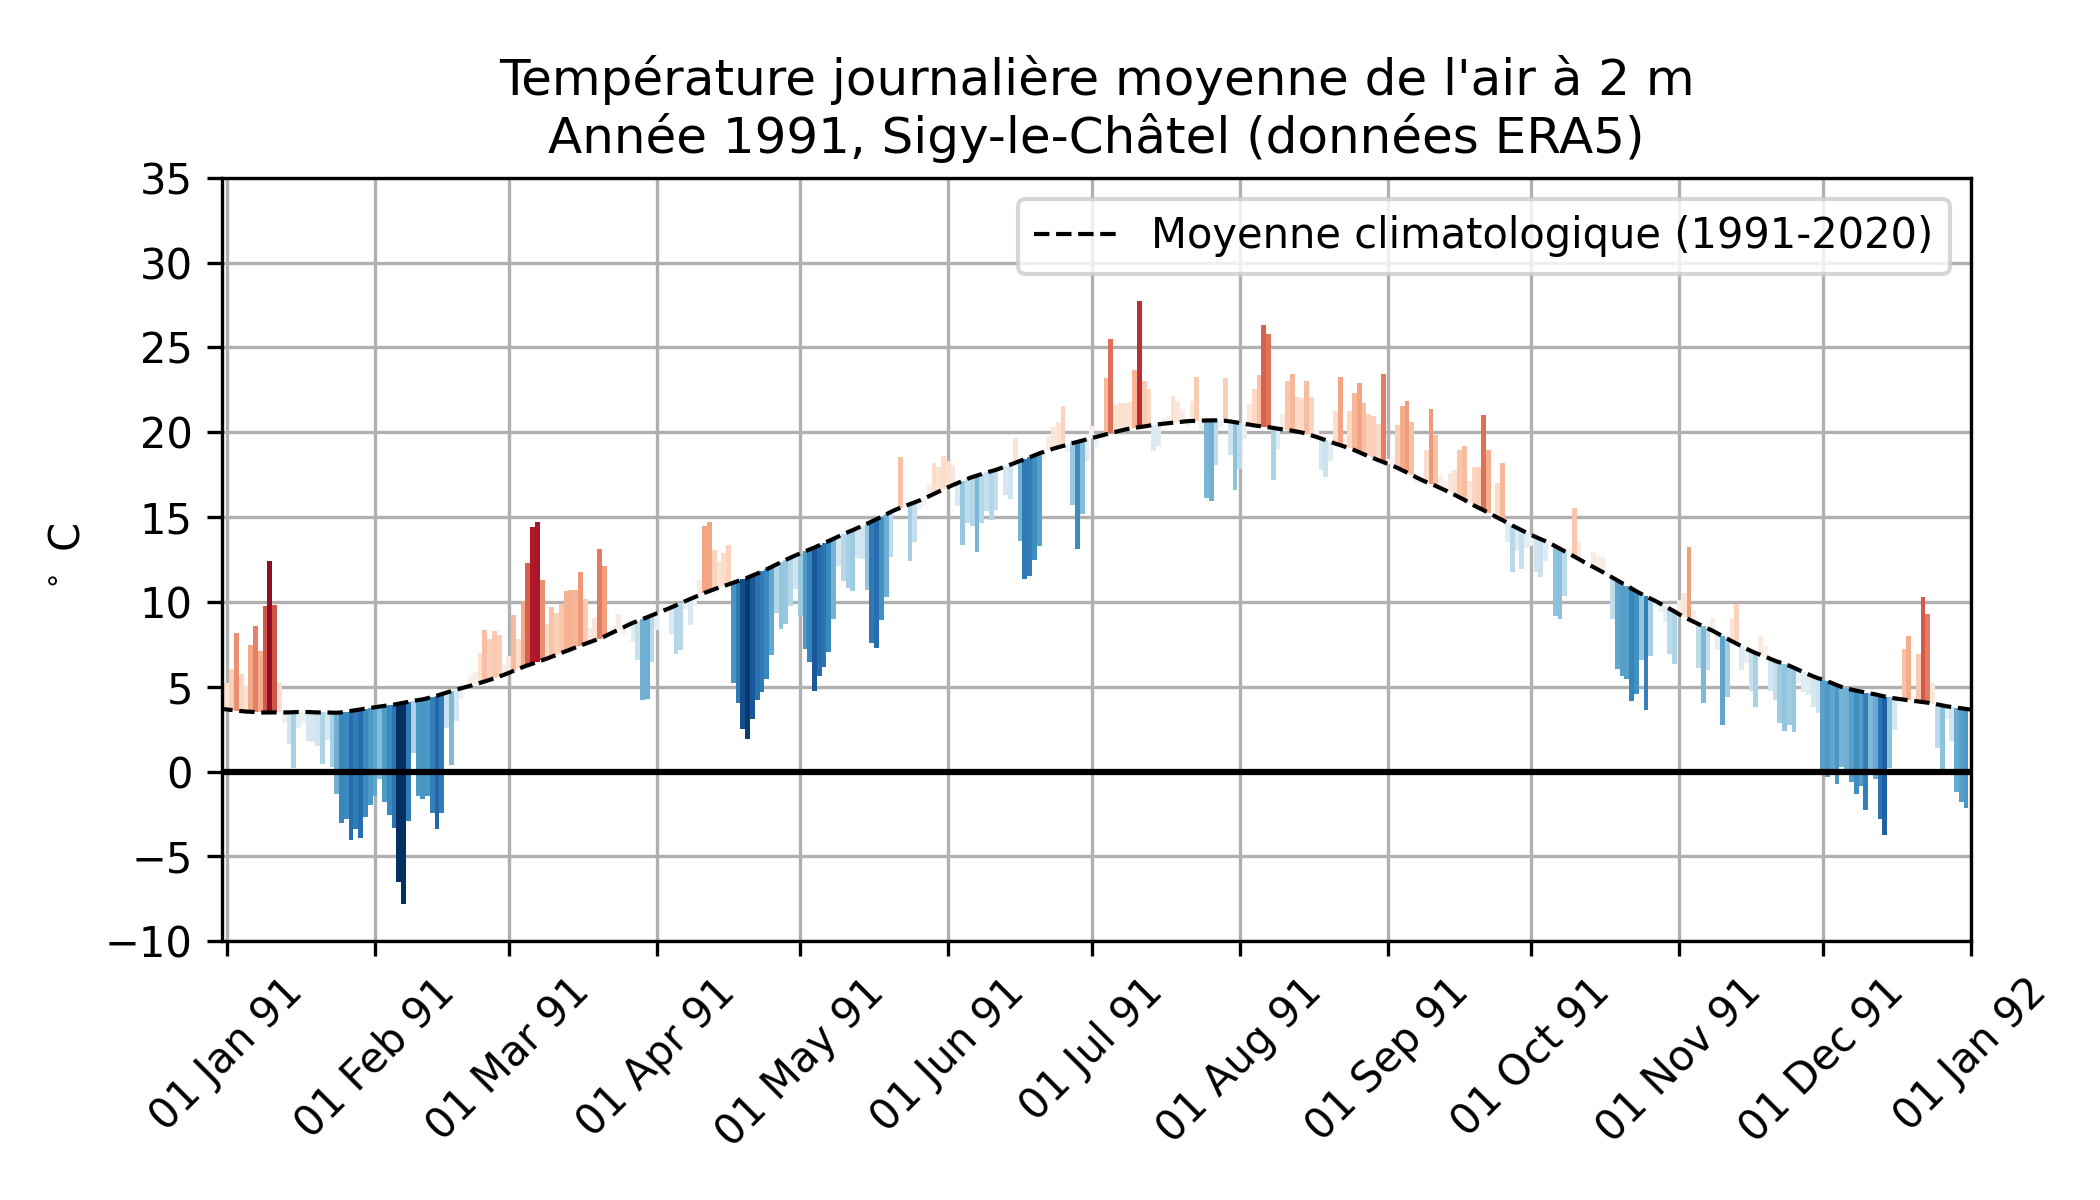 Température journalière moyenne de l'air à 2 m
Année 1991, Sigy-le-Châtel (données ERA5)
Moyenne climatologique (1991-2020)
° C
35
30
25
20
15
10
5
0
−5
−10
01 Jan 91
01 Feb 91
01 Mar 91
01 Apr 91
01 May 91
01 Jun 91
01 Jul 91
01 Aug 91
01 Sep 91
01 Oct 91
01 Nov 91
01 Dec 91
01 Jan 92